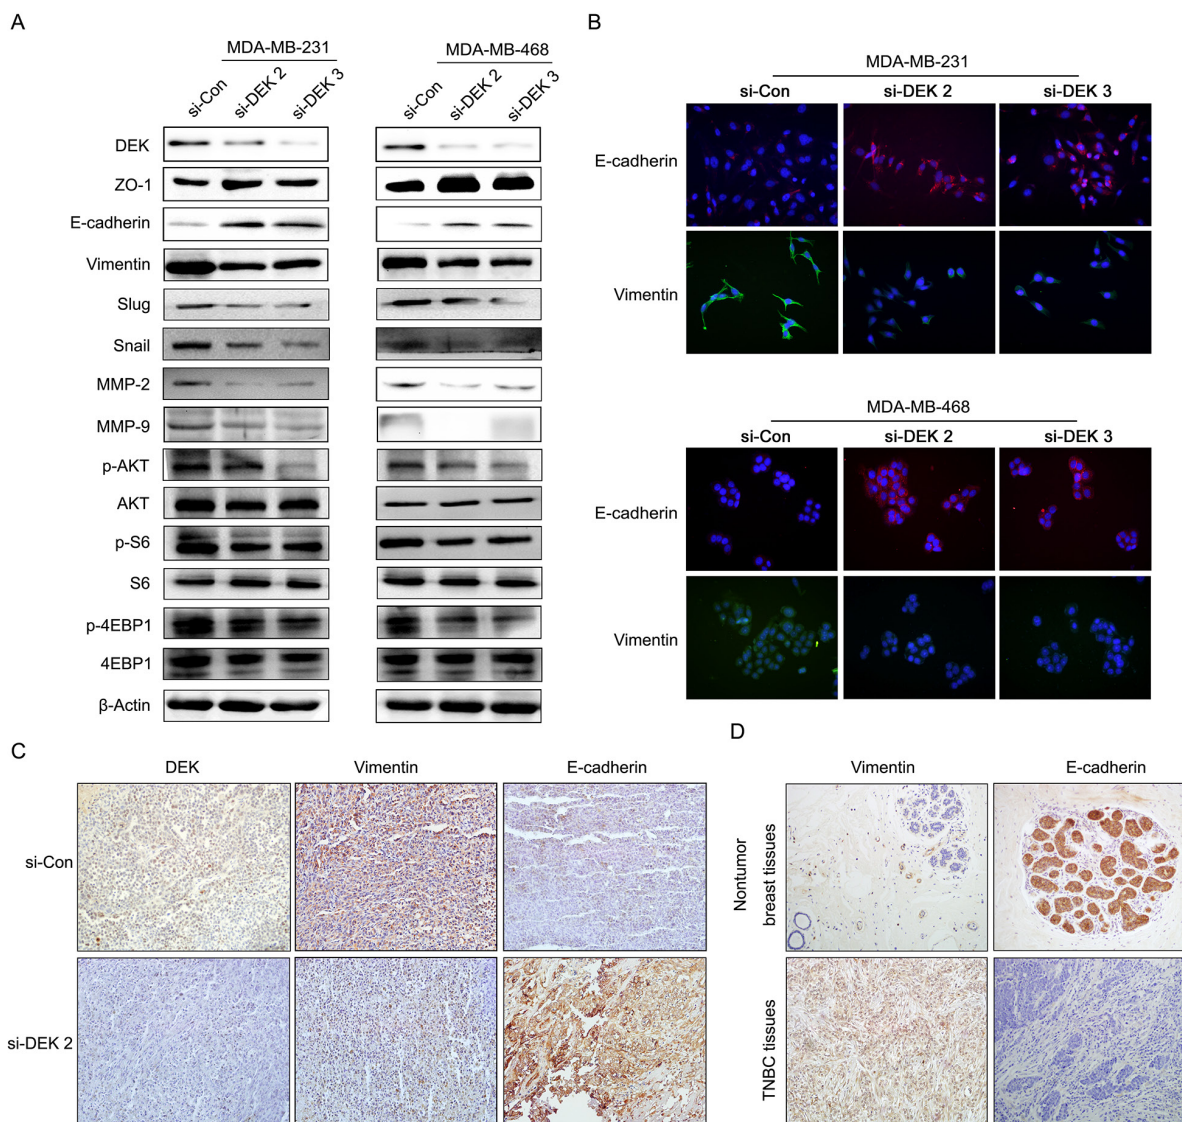 A
MDA-MB-231
MDA-MB-468
si-Con
si-DEK 2
si-DEK 3
si-Con
si-DEK 2
si-DEK 3
DEK
ZO-1
E-cadherin
Vimentin
Slug
Snail
MMP-2
MMP-9
p-AKT
AKT
p-S6
S6
p-4EBP1
4EBP1
β-Actin
B
MDA-MB-231
si-Con
si-DEK 2
si-DEK 3
E-cadherin
Vimentin
MDA-MB-468
si-Con
si-DEK 2
si-DEK 3
E-cadherin
Vimentin
C
DEK
Vimentin
E-cadherin
si-Con
si-DEK 2
D
Vimentin
E-cadherin
Nontumor
breast tissues
TNBC tissues